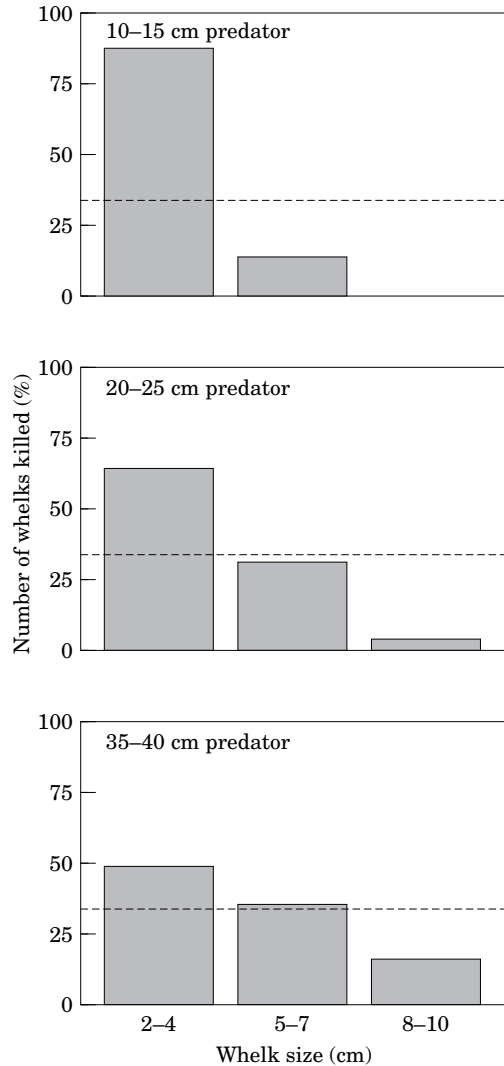 100
10–15 cm predator
75
50
25
0
100
20–25 cm predator
75
50
25
0
Number of whelks killed (%)
100
35–40 cm predator
75
50
25
0
2–4 5–7 8–10
Whelk size (cm)